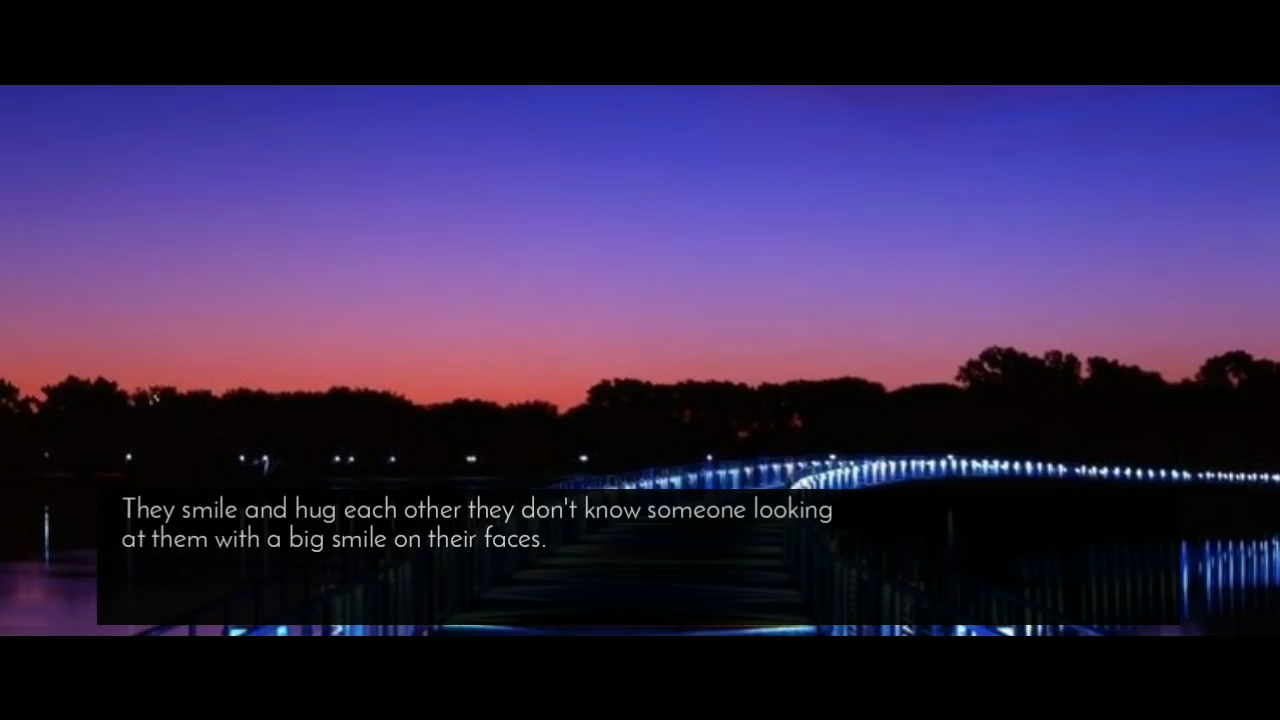 They smile and hug each other they don't know someone looking
at them with a big smile on their faces.